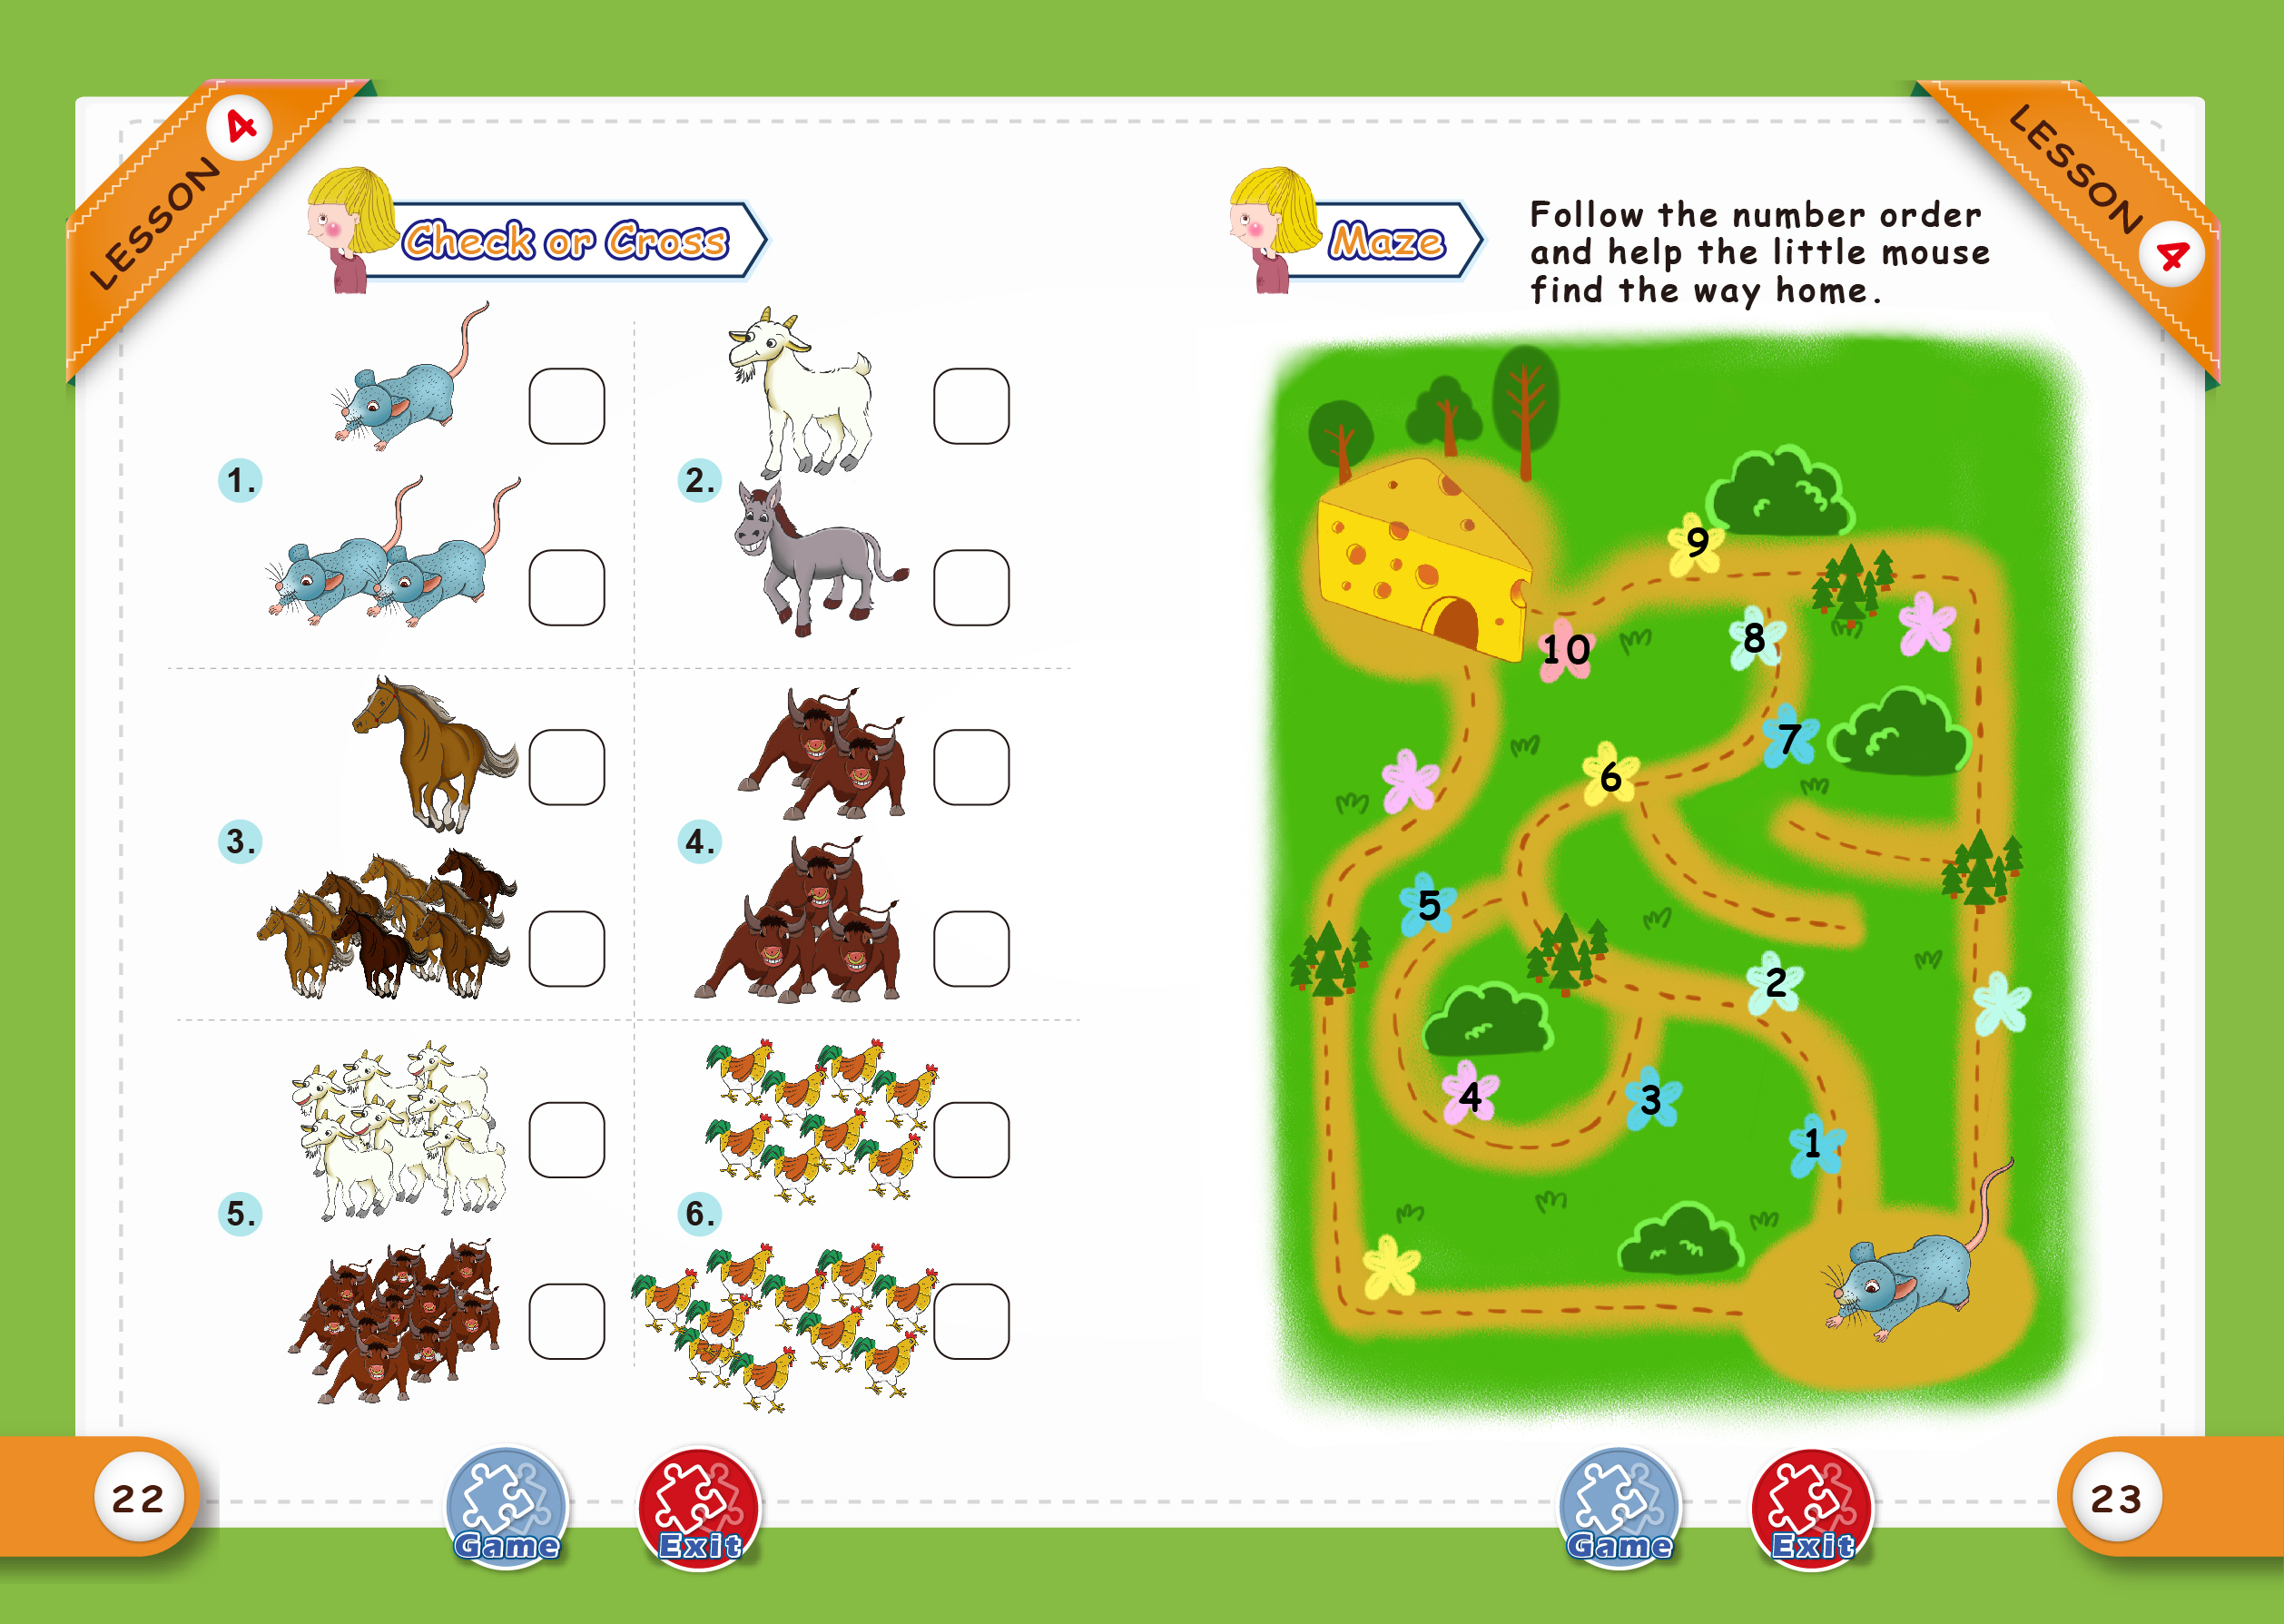 LESSON 4
Check or Cross
1.
2.
3.
4.
5.
6.
22
Game
Exit
LESSON 4
Maze
Follow the number order
and help the little mouse
find the way home.
9
10
8
7
6
5
2
4
3
1
Game
Exit
23